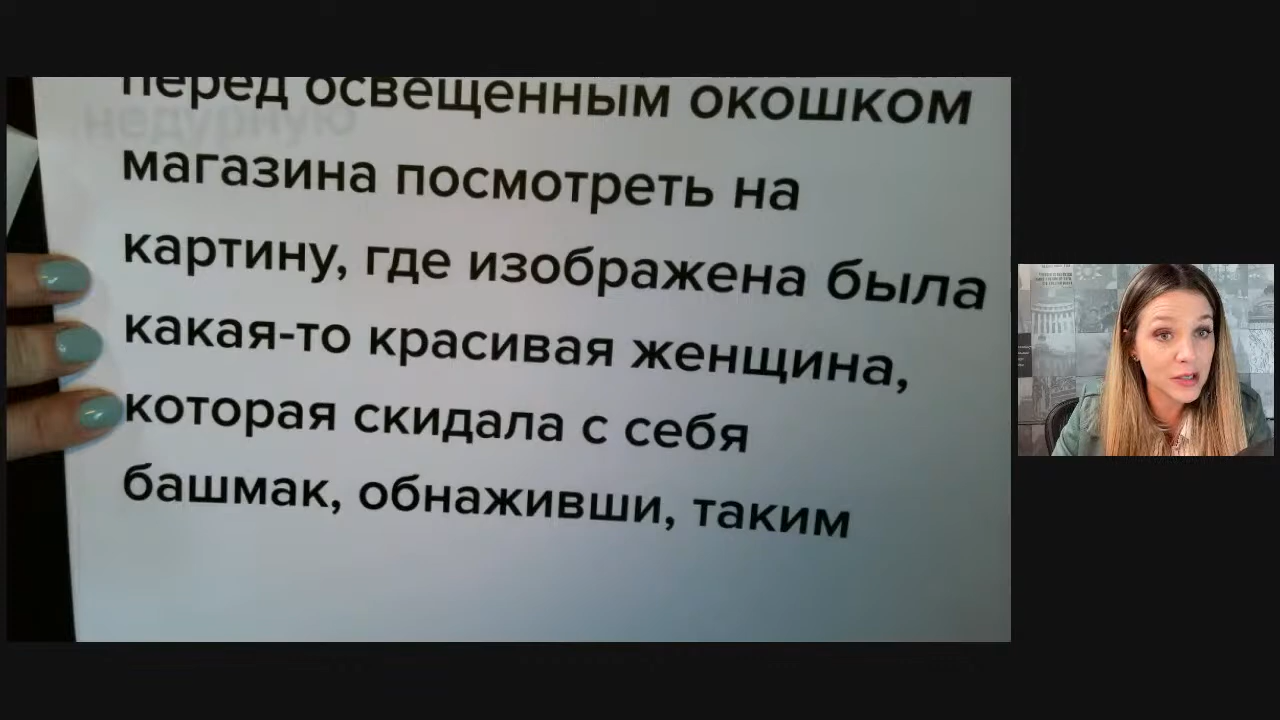 перед освещенным окошком
недурную
магазина посмотреть на
картину, где изображена была
какая-то красивая женщина,
которая скидала с себя
башмак, обнаживши, таким